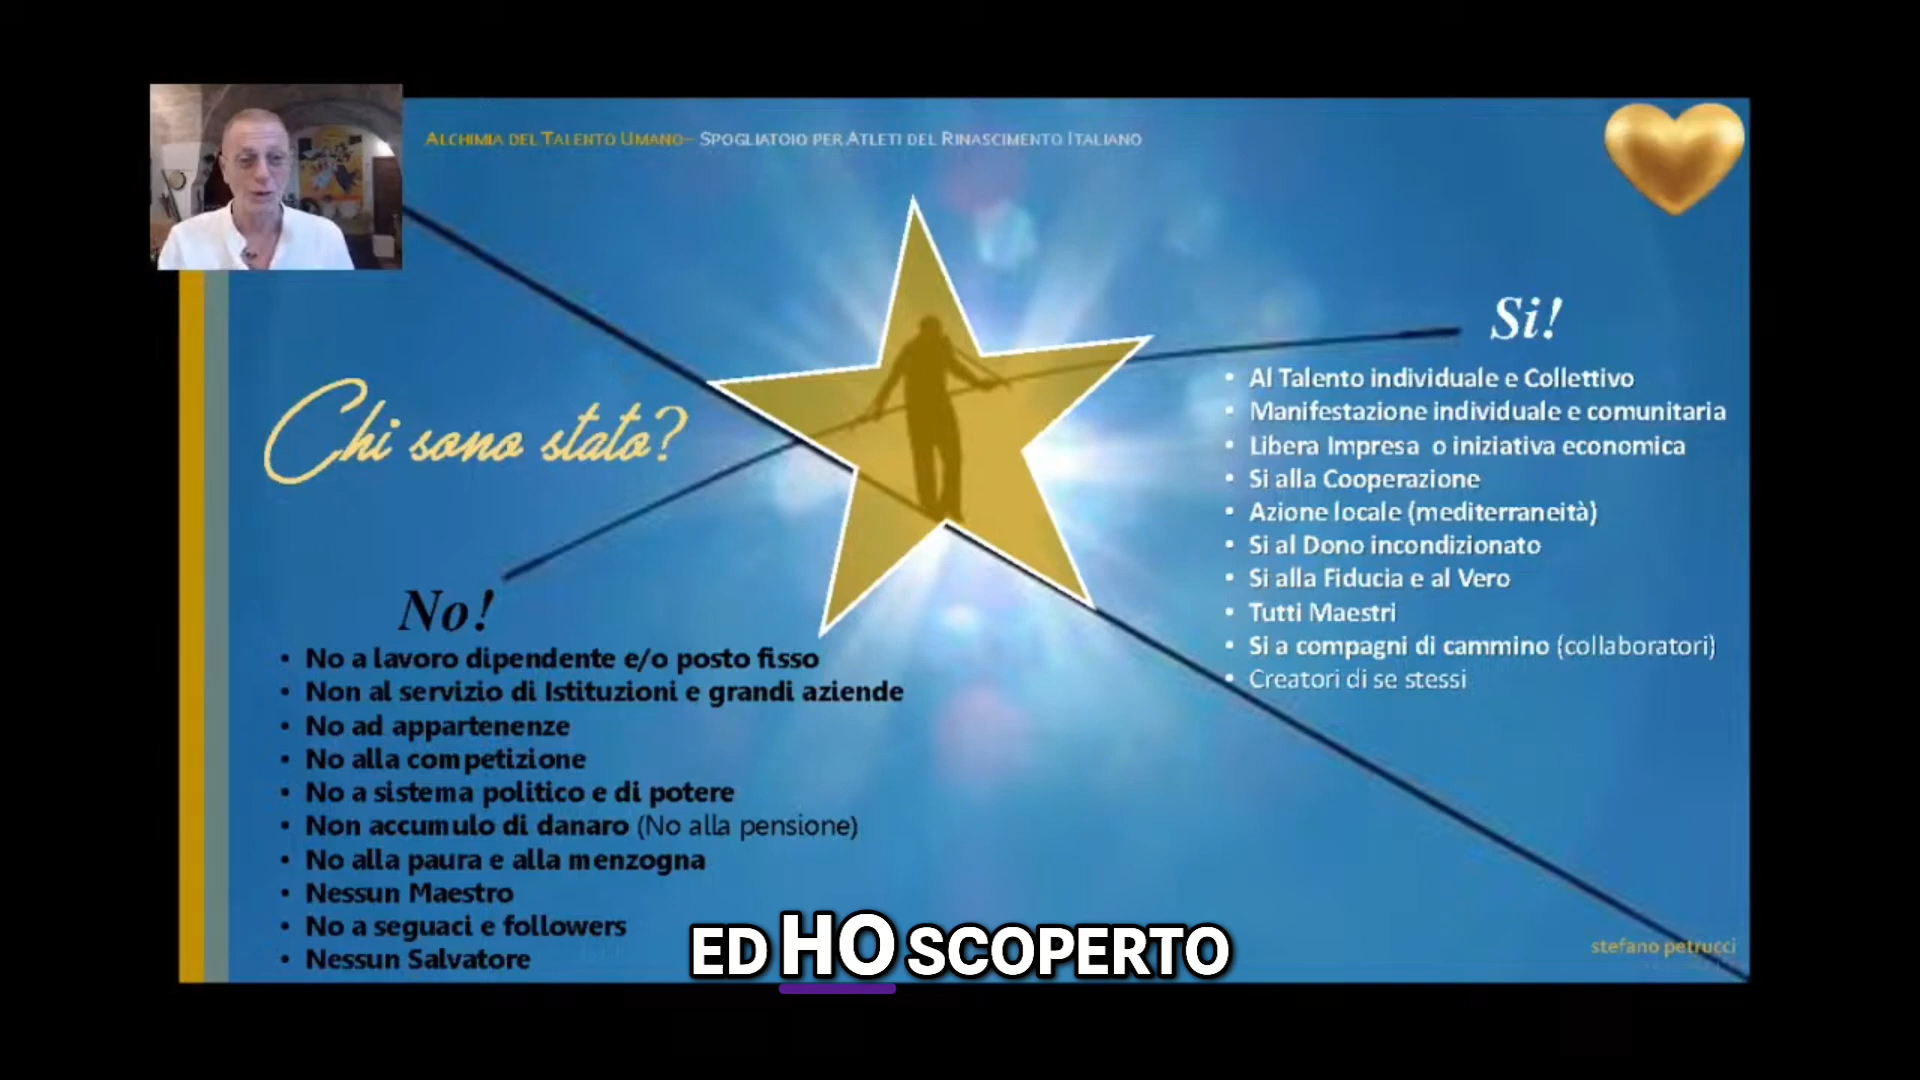 Alchimia del Talento Umano– Spogliatoio per Atleti del Rinascimento Italiano
Chi sono stato?
No!
• No a lavoro dipendente e/o posto fisso
• Non al servizio di Istituzioni e grandi aziende
• No ad appartenenze
• No alla competizione
• No a sistema politico e di potere
• Non accumulo di danaro (No alla pensione)
• No alla paura e alla menzogna
• Nessun Maestro
• No a seguaci e followers
• Nessun Salvatore
Si!
• Al Talento individuale e Collettivo
• Manifestazione individuale e comunitaria
• Libera Impresa o iniziativa economica
• Si alla Cooperazione
• Azione locale (mediterraneità)
• Si al Dono incondizionato
• Si alla Fiducia e al Vero
• Tutti Maestri
• Si a compagni di cammino (collaboratori)
• Creatori di se stessi
stefano petrucci
ED HO SCOPERTO